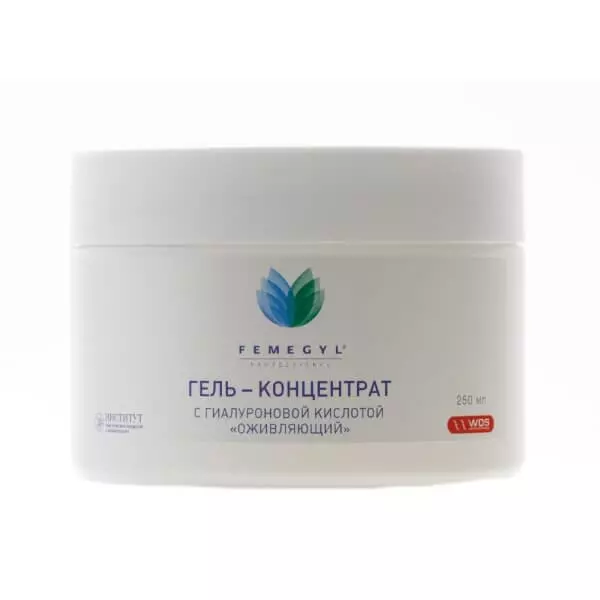 FEMEGYL®
PROFESSIONAL
ГЕЛЬ – КОНЦЕНТРАТ
С ГИАЛУРОНОВОЙ КИСЛОТОЙ
«ОЖИВЛЯЮЩИЙ»
250 мл
ИНСТИТУТ
WDS